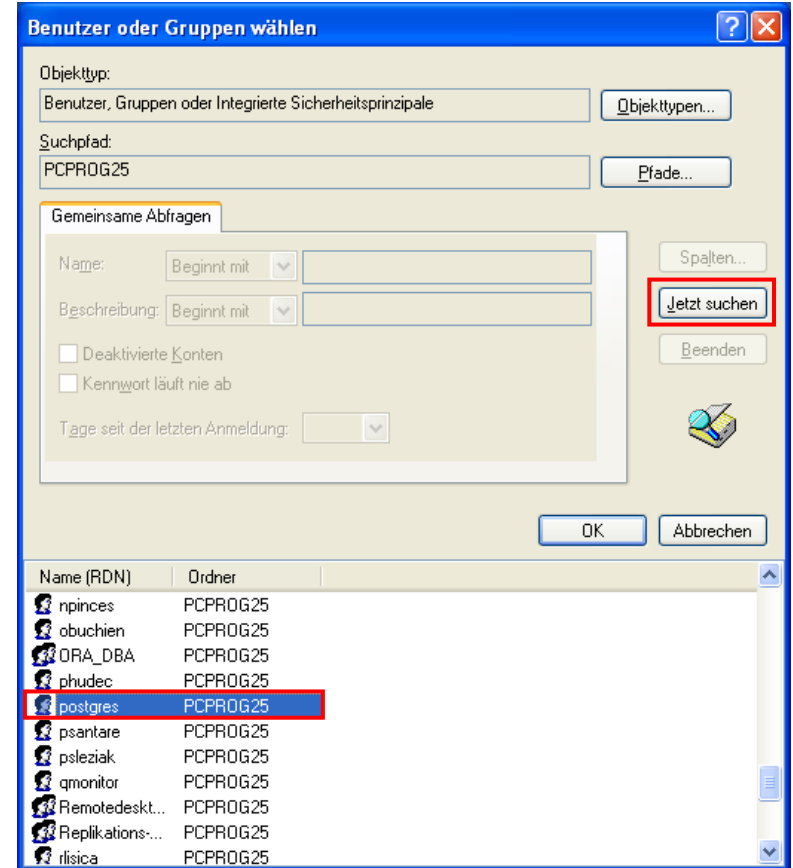 Benutzer oder Gruppen wählen
Objekttyp:
Benutzer, Gruppen oder Integrierte Sicherheitsprinzipale
Objekttypen...
Suchpfad:
PCPROG25
Pfade...
Gemeinsame Abfragen
Name:
Beginnt mit
Spalten...
Beschreibung:
Beginnt mit
Jetzt suchen
Deaktivierte Konten
Beenden
Kennwort läuft nie ab
Tage seit der letzten Anmeldung:
OK
Abbrechen
Name (RDN) Ordner
npinces PCPROG25
obuchien PCPROG25
ORA_DBA PCPROG25
phudec PCPROG25
postgres PCPROG25
psantare PCPROG25
psleziak PCPROG25
qmonitor PCPROG25
Remotedeskt... PCPROG25
Replikations-... PCPROG25
rlisica PCPROG25